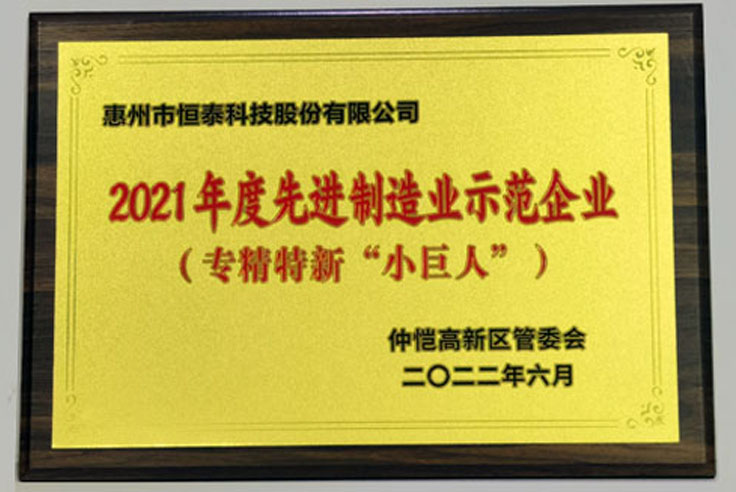 惠州市恒泰科技股份有限公司
2021年度先进制造业示范企业
（专精特新“小巨人”）
仲恺高新区管委会
二〇二二年六月